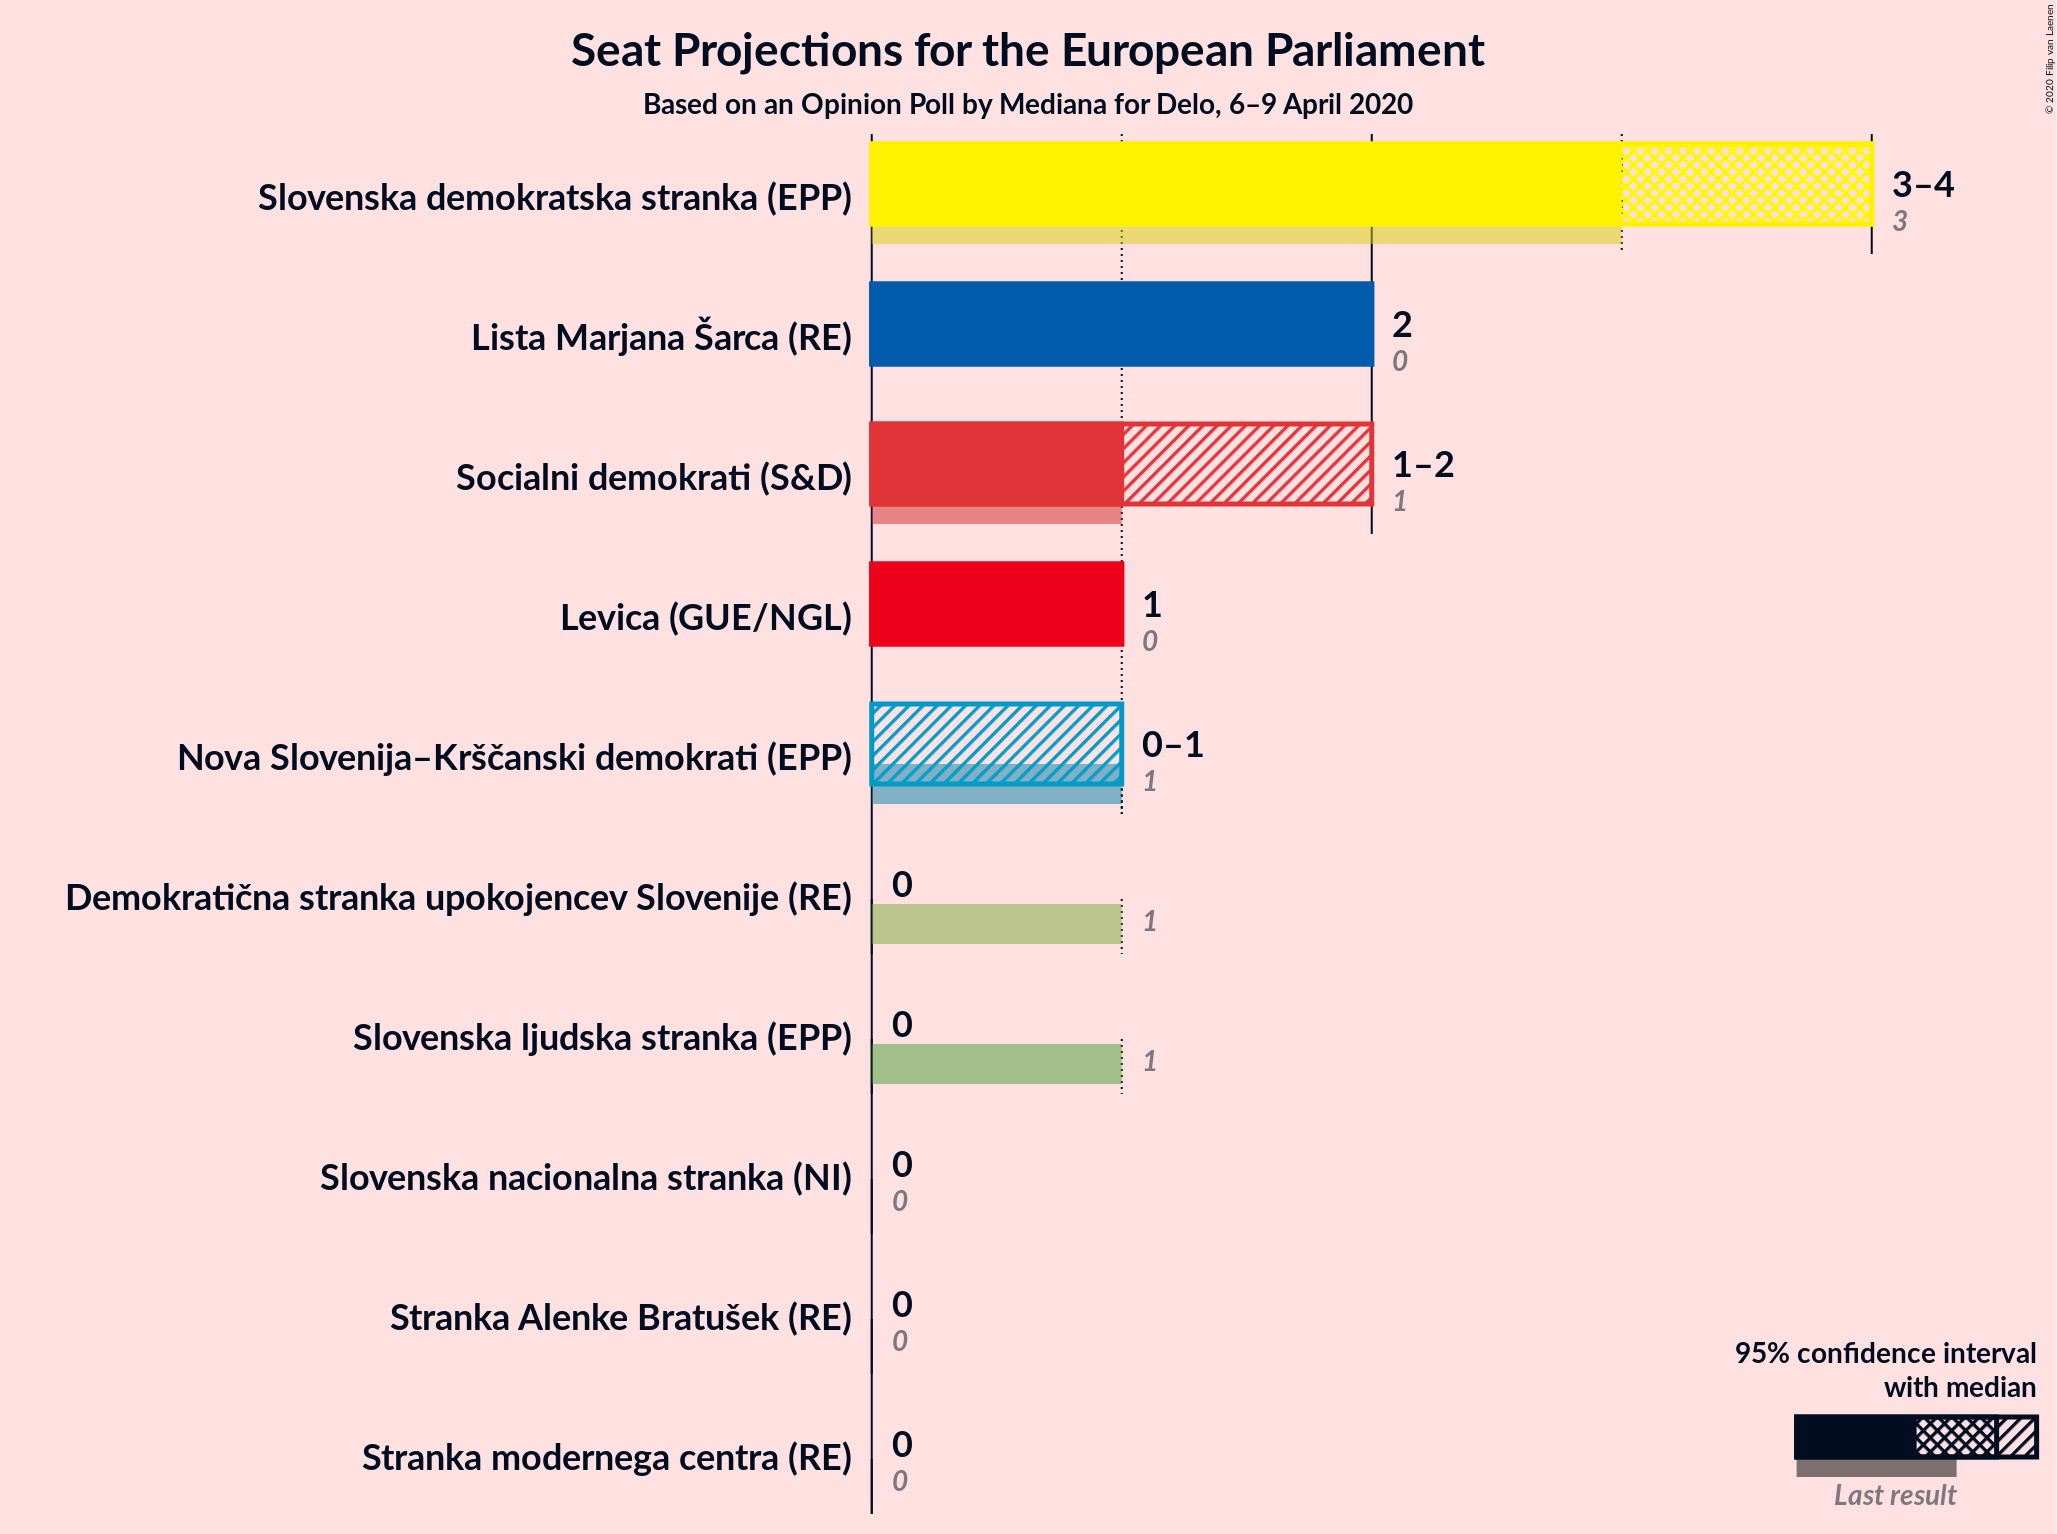 Seat Projections for the European Parliament
Based on an Opinion Poll by Mediana for Delo, 6–9 April 2020
© 2020 Filip van Laenen
Slovenska demokratska stranka (EPP)
3–4
3
Lista Marjana Šarca (RE)
2
0
Socialni demokrati (S&D)
1–2
1
Levica (GUE/NGL)
1
0
Nova Slovenija–Krščanski demokrati (EPP)
0–1
1
Demokratična stranka upokojencev Slovenije (RE)
0
1
Slovenska ljudska stranka (EPP)
0
1
Slovenska nacionalna stranka (NI)
0
0
Stranka Alenke Bratušek (RE)
0
0
Stranka modernega centra (RE)
0
0
95% confidence interval
with median
Last result